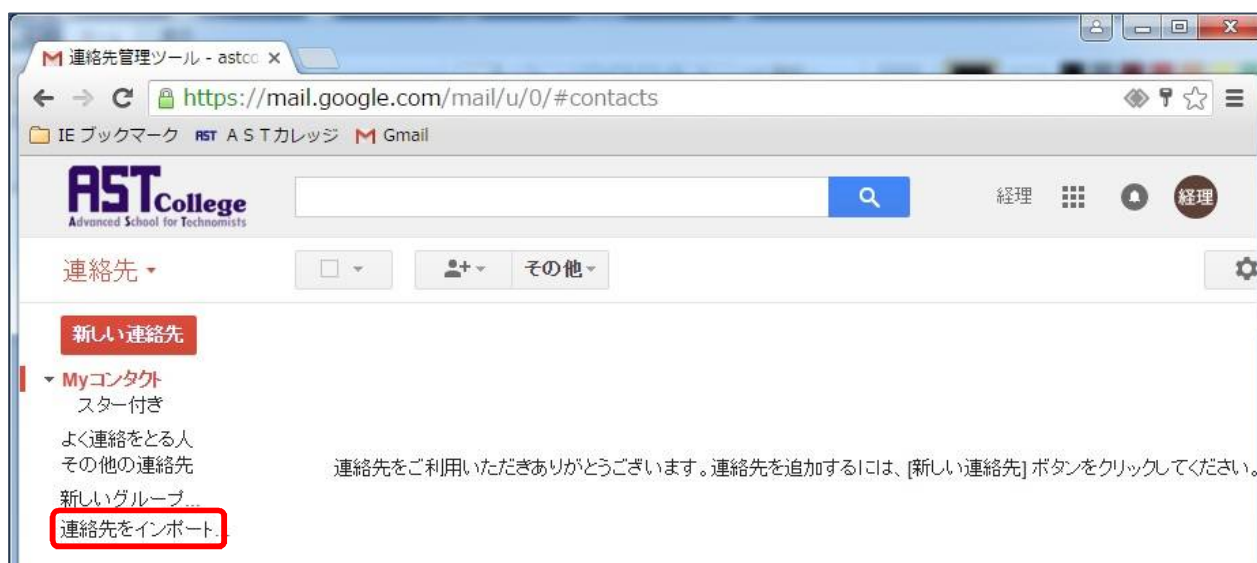 連絡先管理ツール - astco
https://mail.google.com/mail/u/0/#contacts
IE ブックマーク AST ASTカレッジ Gmail
ASTCollege
Advanced School for Technomists
経理 経理
連絡先
その他
新しい連絡先
Myコンタクト
スター付き
よく連絡をとる人
その他の連絡先
連絡先をご利用いただきありがとうございます。連絡先を追加するには、[新しい連絡先] ボタンをクリックしてください。
新しいグループ...
連絡先をインポート...